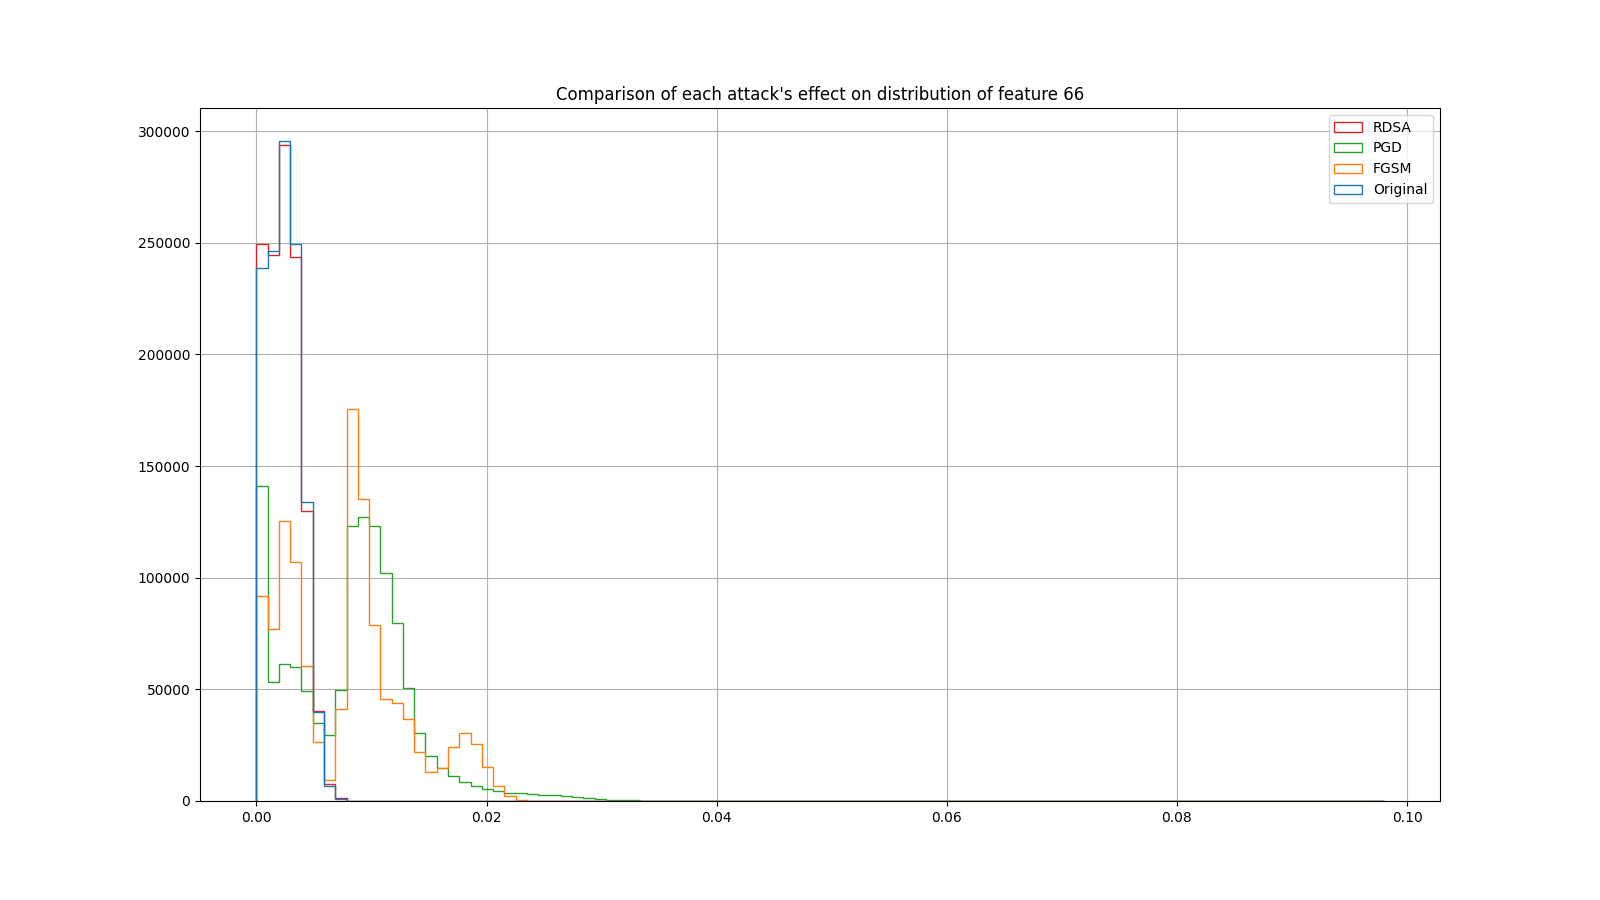 Comparison of each attack's effect on distribution of feature 66
300000
250000
200000
150000
100000
50000
0
0.00
0.02
0.04
0.06
0.08
0.10
RDSA
PGD
FGSM
Original